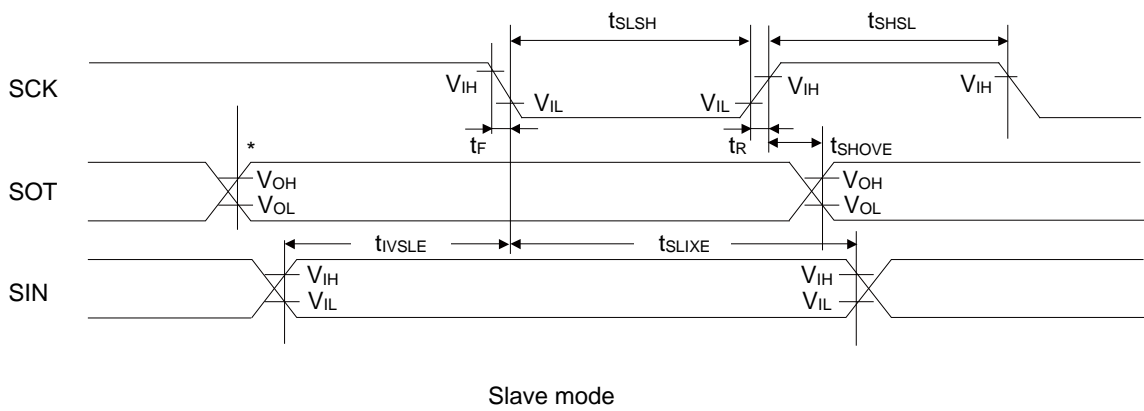 tSLSH tSHSL
SCK VIH VIL VIL VIH VIH
tF tR tSHOVE
*
SOT VOH VOL VOH VOL
tIVSLE tSLIXE
SIN VIH VIL VIH VIL
Slave mode